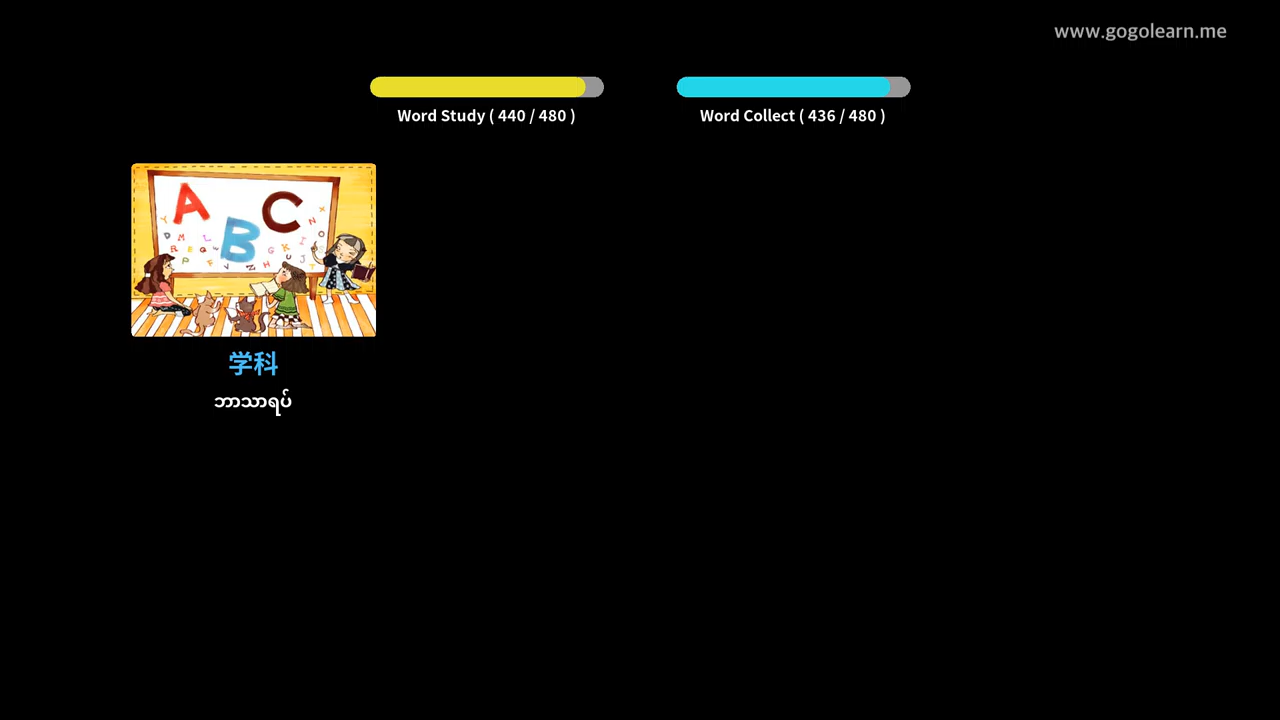 www.gogolearn.me
Word Study ( 440 / 480 )
Word Collect ( 436 / 480 )
A B C
学科
ဘာသာရပ်